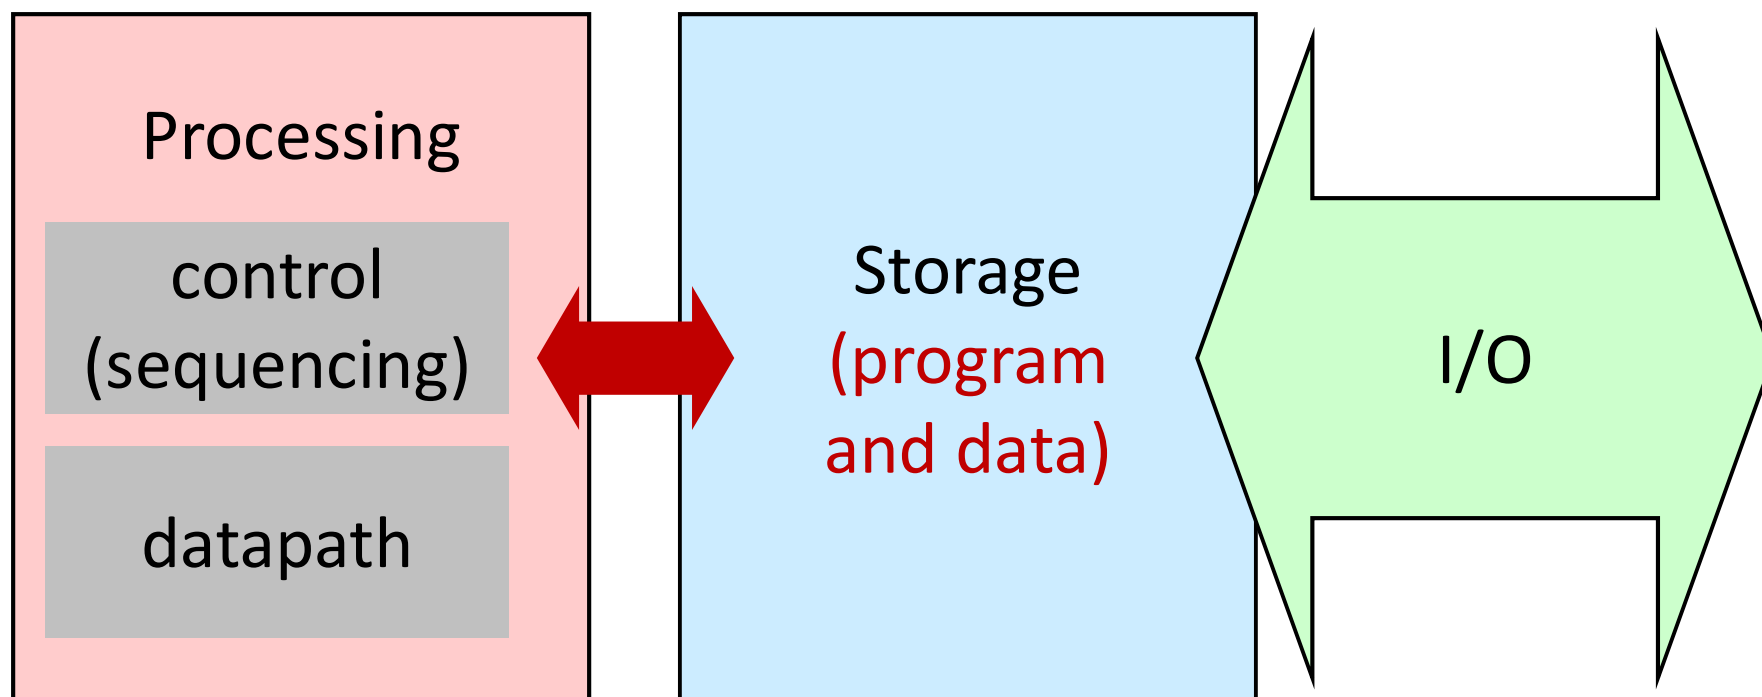 Processing
control
(sequencing)
datapath
Storage
(program
and data)
I/O